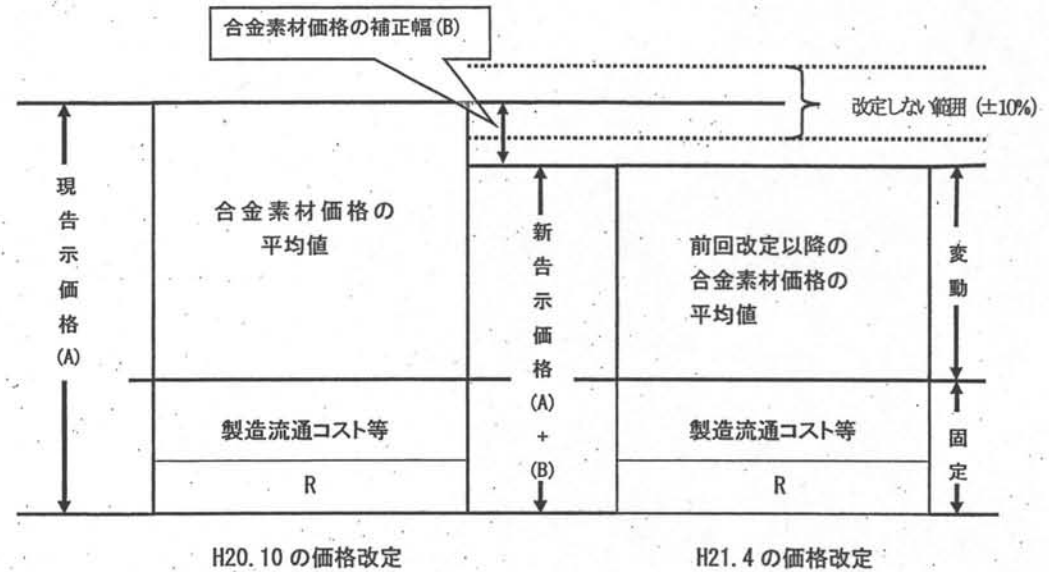 合金素材価格の補正幅(B)
改定しない範囲（±10%）
現告示価格(A)
合金素材価格の
平均値
新告示価格(A)+(B)
前回改定以降の
合金素材価格の
平均値
変動
製造流通コスト等
製造流通コスト等
固定
R
R
H20.10 の価格改定
H21.4 の価格改定